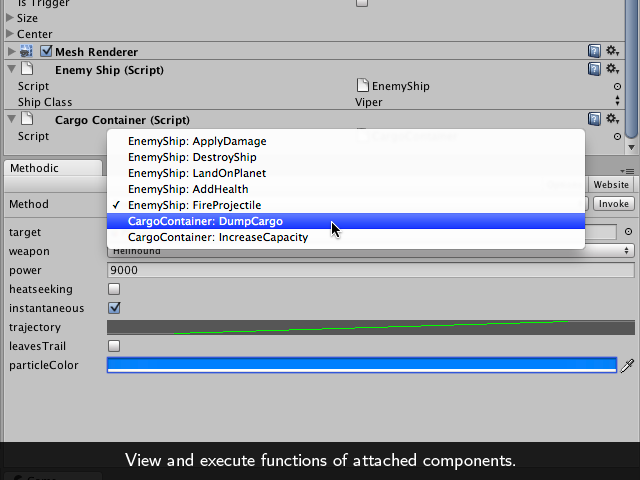 Is Trigger
Size
Center
Mesh Renderer
Enemy Ship (Script)
Script EnemyShip
Ship Class Viper
Cargo Container (Script)
Script
EnemyShip: ApplyDamage
EnemyShip: DestroyShip
EnemyShip: LandOnPlanet
EnemyShip: AddHealth
✓ EnemyShip: FireProjectile
CargoContainer: DumpCargo
CargoContainer: IncreaseCapacity
Methodic
Website
Method Invoke
target
weapon Hellhound
power 9000
heatseeking
instantaneous
trajectory
leavesTrail
particleColor
View and execute functions of attached components.